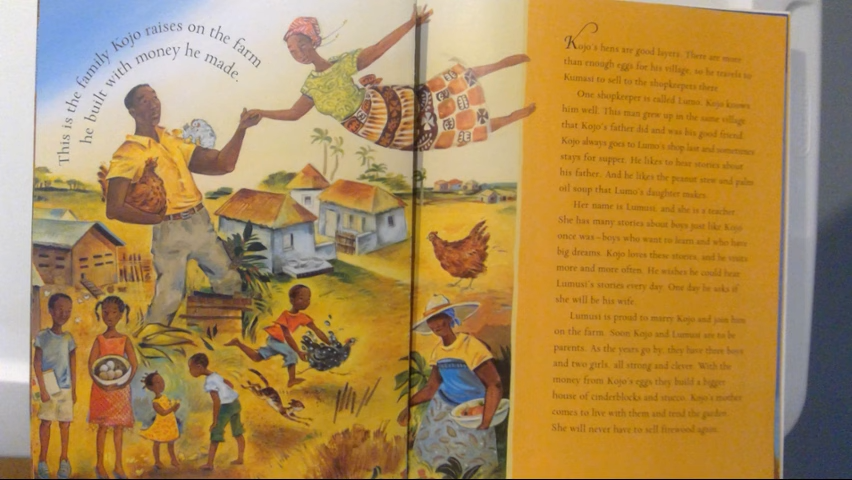 This is the family Kojo raises on the farm
he built with money he made.
Kojo's hens are good layers. There are more
than enough eggs for his village, so he travels to
Kumasi to sell to the shopkeepers there.
One shopkeeper is called Lumo. Kojo knows
him well. This man grew up in the same village
that Kojo's father did and was his good friend.
Kojo always goes to Lumo's shop last and sometimes
stays for supper. He likes to hear stories about
his father. And he likes the peanut stew and palm
oil soup that Lumo's daughter makes.
Her name is Lumusi, and she is a teacher.
She has many stories about boys just like Kojo
once was—boys who want to learn and who have
big dreams. Kojo loves these stories, and he visits
more and more often. He wishes he could hear
Lumusi's stories every day. One day he asks if
she will be his wife.
Lumusi is proud to marry Kojo and join him
on the farm. Soon Kojo and Lumusi are to be
parents. As the years go by, they have three boys
and two girls, all strong and clever. With the
money from Kojo's eggs they build a bigger
house of cinderblocks and stucco. Kojo's mother
comes to live with them and tend the garden.
She will never have to sell firewood again.